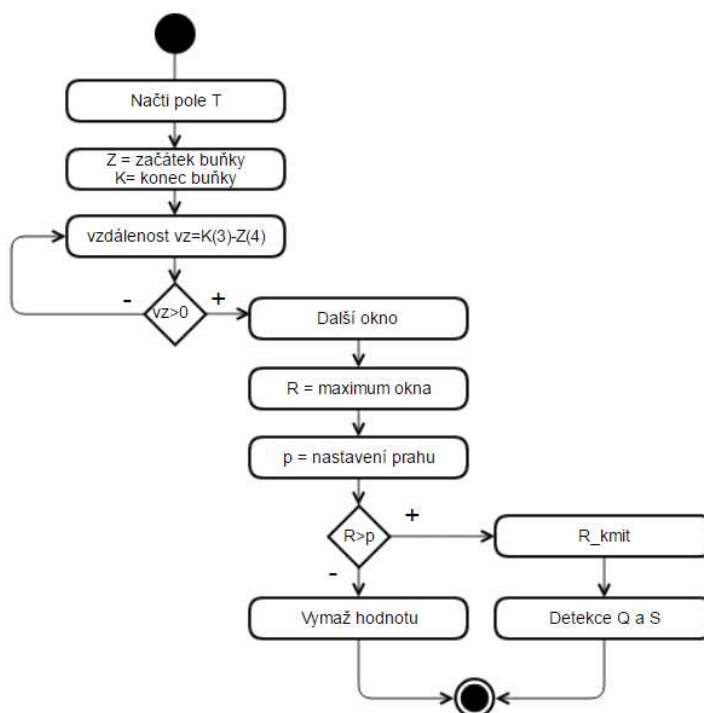 Načti pole T
Z = začátek buňky
K= konec buňky
vzdálenost vz=K(3)-Z(4)
-
vz>0
+
Další okno
R = maximum okna
p = nastavení prahu
R>p
+
R_kmit
-
Vymaž hodnotu
Detekce Q a S